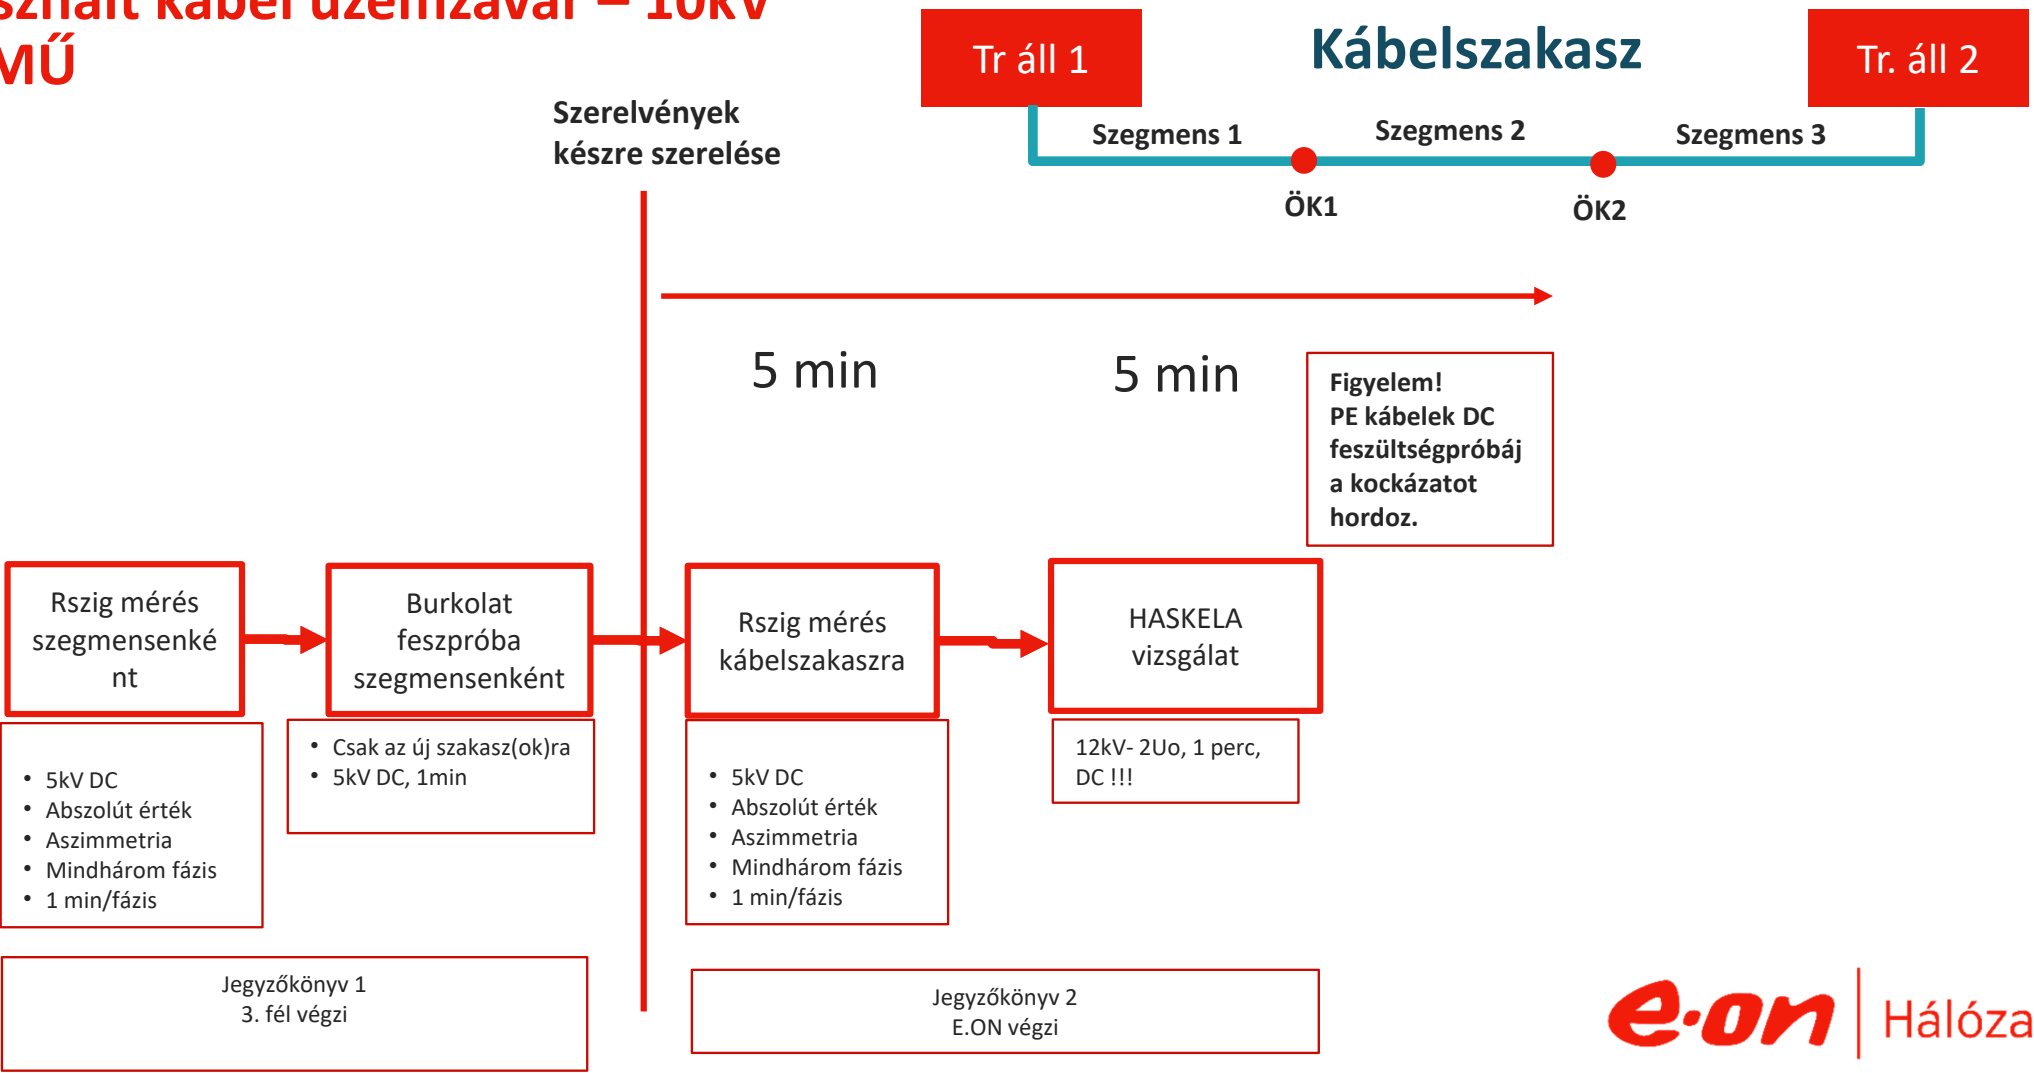 sznált kábel üzemzavar – 10kV
MŰ
Tr áll 1
Kábelszakasz
Tr. áll 2
Szerelvények
készre szerelése
Szegmens 1
Szegmens 2
Szegmens 3
ÖK1
ÖK2
5 min
5 min
Figyelem!
PE kábelek DC
feszültségpróbáj
a kockázatot
hordoz.
Rszig mérés
szegmensenké
nt
Burkolat
feszpróba
szegmensenként
Rszig mérés
kábelszakaszra
HASKELA
vizsgálat
• 5kV DC
• Abszolút érték
• Aszimmetria
• Mindhárom fázis
• 1 min/fázis
• Csak az új szakasz(ok)ra
• 5kV DC, 1min
• 5kV DC
• Abszolút érték
• Aszimmetria
• Mindhárom fázis
• 1 min/fázis
12kV- 2Uo, 1 perc,
DC !!!
Jegyzőkönyv 1
3. fél végzi
Jegyzőkönyv 2
E.ON végzi
e·on Hálóza